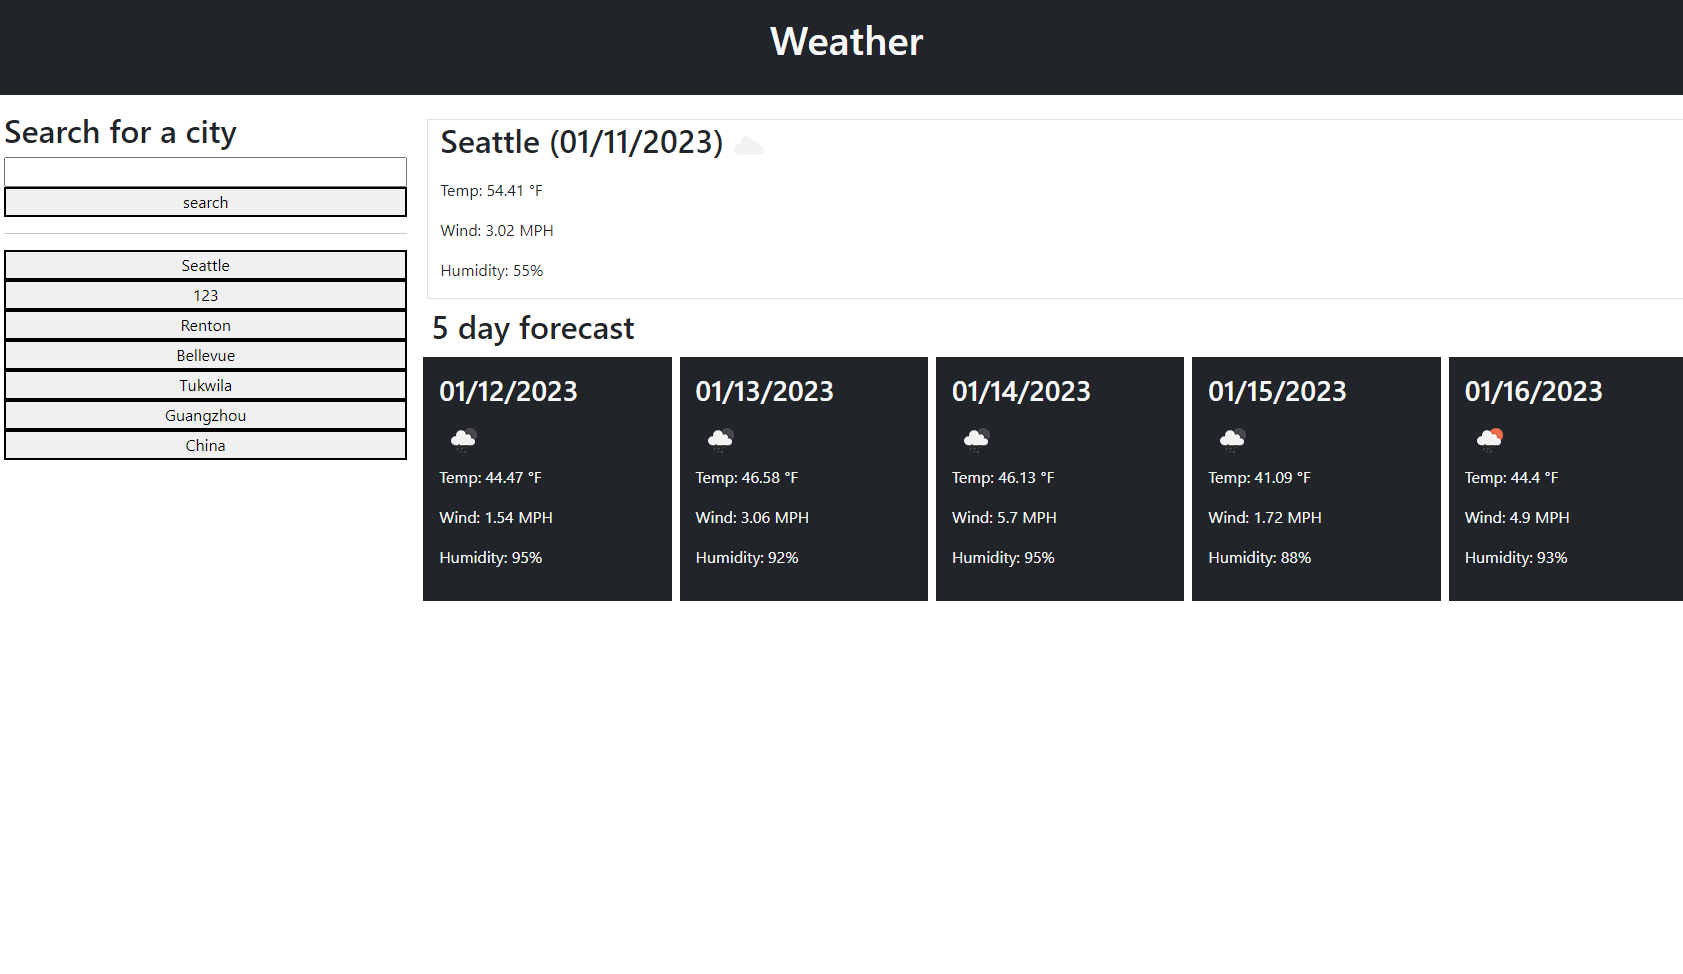 Weather
Search for a city
search
Seattle
123
Renton
Bellevue
Tukwila
Guangzhou
China
Seattle (01/11/2023)
Temp: 54.41 °F
Wind: 3.02 MPH
Humidity: 55%
5 day forecast
01/12/2023
Temp: 44.47 °F
Wind: 1.54 MPH
Humidity: 95%
01/13/2023
Temp: 46.58 °F
Wind: 3.06 MPH
Humidity: 92%
01/14/2023
Temp: 46.13 °F
Wind: 5.7 MPH
Humidity: 95%
01/15/2023
Temp: 41.09 °F
Wind: 1.72 MPH
Humidity: 88%
01/16/2023
Temp: 44.4 °F
Wind: 4.9 MPH
Humidity: 93%